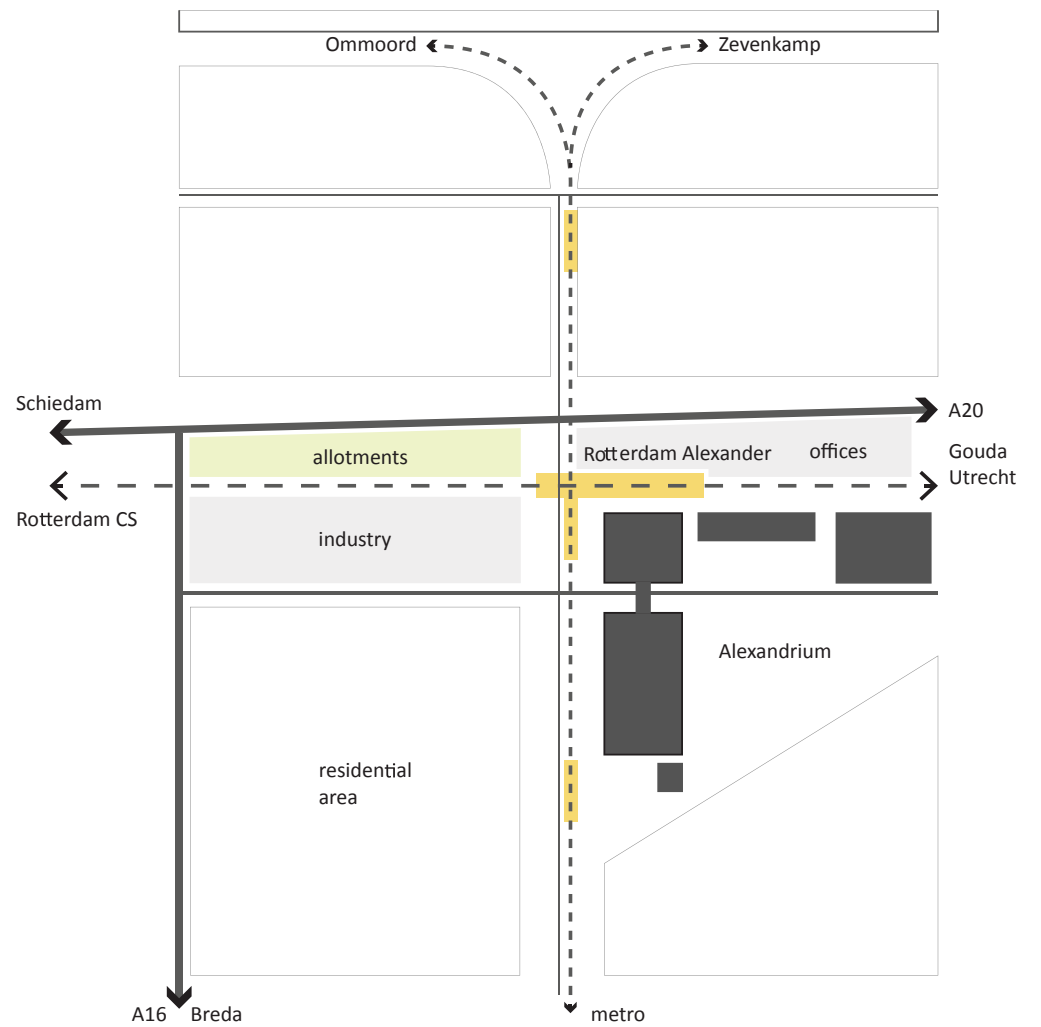 Ommoord
Zevenkamp
Schiedam
A20
allotments
Rotterdam Alexander
offices
Gouda
Utrecht
Rotterdam CS
industry
Alexandrium
residential
area
A16 Breda
metro